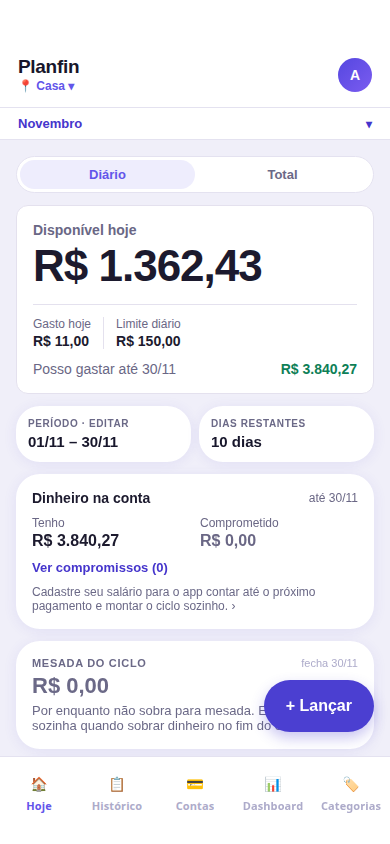 Planfin
Casa ▾
A
Novembro ▾
Diário Total
Disponível hoje
R$ 1.362,43
Gasto hoje Limite diário
R$ 11,00 R$ 150,00
Posso gastar até 30/11 R$ 3.840,27
PERÍODO · EDITAR DIAS RESTANTES
01/11 – 30/11 10 dias
Dinheiro na conta até 30/11
Tenho Comprometido
R$ 3.840,27 R$ 0,00
Ver compromissos (0)
Cadastre seu salário para o app contar até o próximo
pagamento e montar o ciclo sozinho. ›
MESADA DO CICLO fecha 30/11
R$ 0,00
Por enquanto não sobra para mesada.
sozinha quando sobrar dinheiro no fim do
+ Lançar
Hoje Histórico Contas Dashboard Categorias